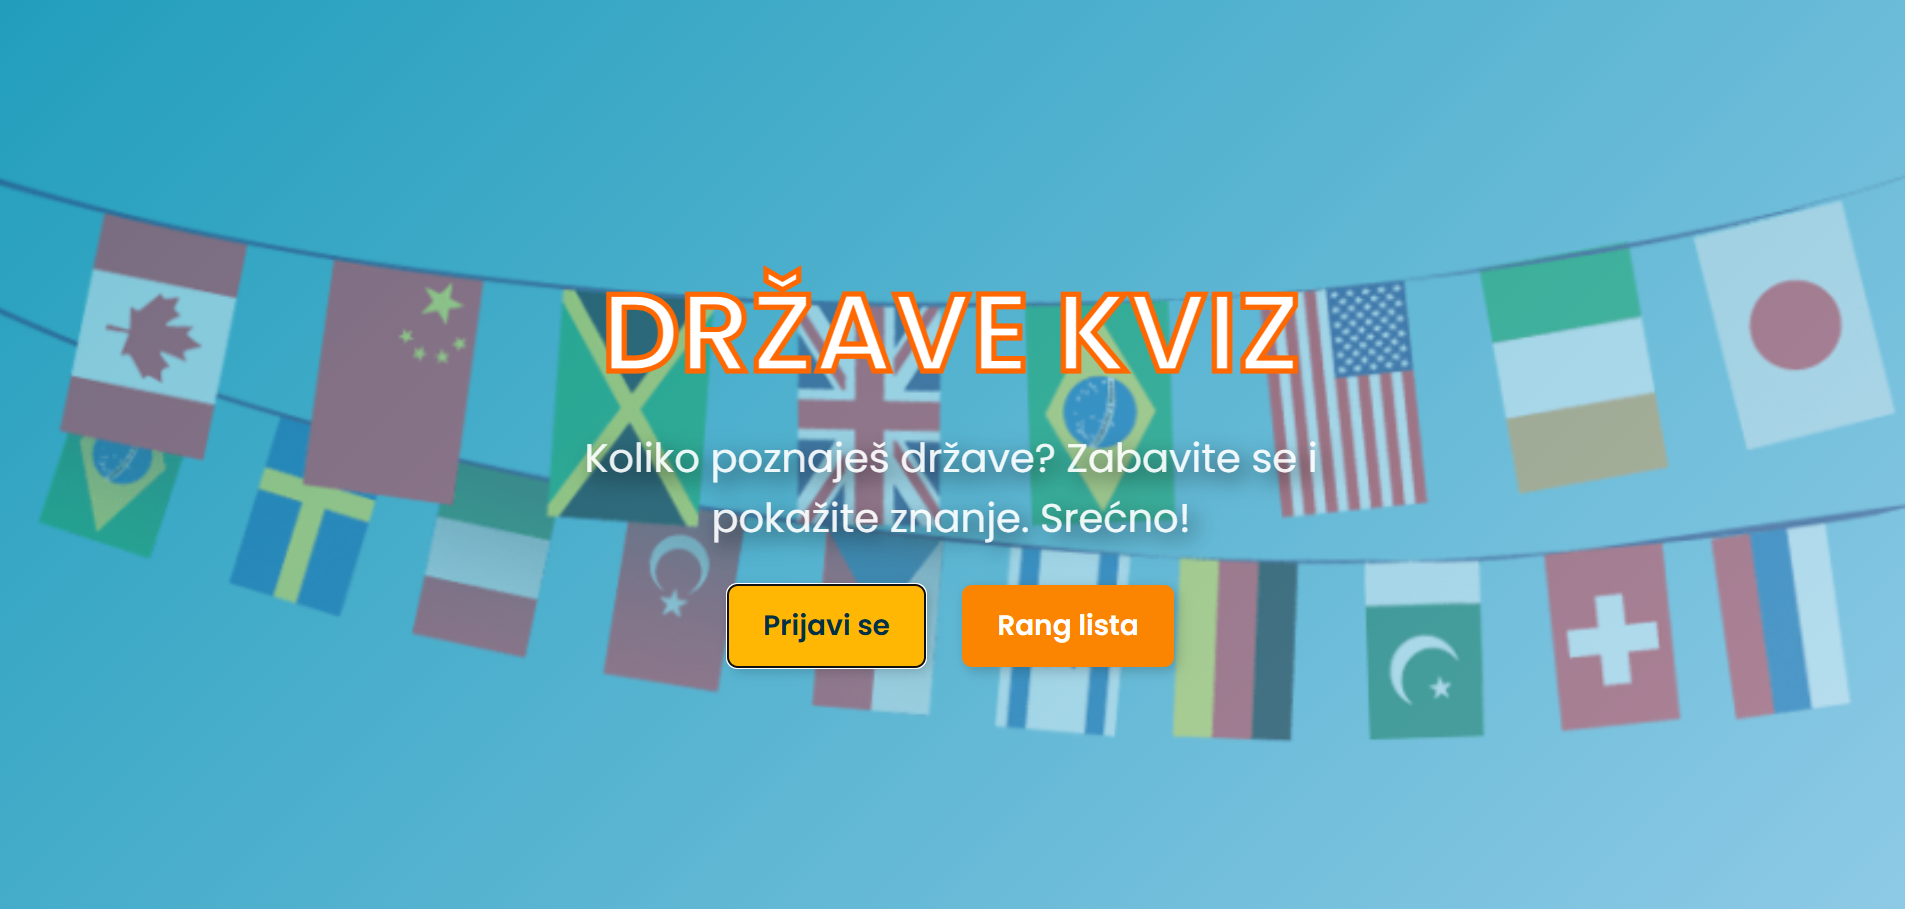 DRŽAVE KVIZ
Koliko poznaješ države? Zabavite se i
pokažite znanje. Srećno!
Prijavi se
Rang lista